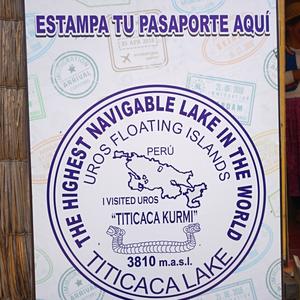 ESTAMPA TU PASAPORTE AQUÍ
THE HIGHEST NAVIGABLE LAKE IN THE WORLD
UROS FLOATING ISLANDS
PERÚ
I VISITED UROS
"TITICACA KURMI"
3810 m.a.s.l.
TITICACA LAKE
ARRIVAL